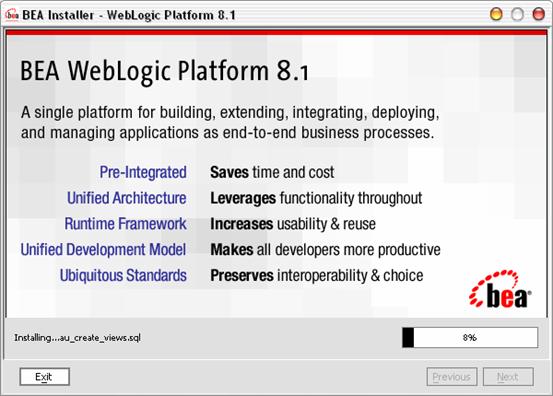 BEA Installer - WebLogic Platform 8.1
BEA WebLogic Platform 8.1
A single platform for building, extending, integrating, deploying,
and managing applications as end-to-end business processes.
Pre-Integrated Saves time and cost
Unified Architecture Leverages functionality throughout
Runtime Framework Increases usability & reuse
Unified Development Model Makes all developers more productive
Ubiquitous Standards Preserves interoperability & choice
bea®
Installing...au_create_views.sql 8%
Exit Previous Next